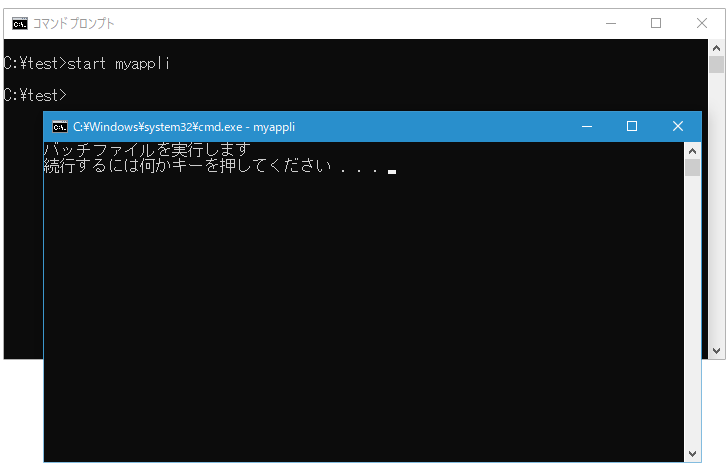 コマンド プロンプト
C:¥test>start myappli
C:¥test>
C:¥Windows¥system32¥cmd.exe - myappli
バッチファイルを実行します
続行するには何かキーを押してください . . .